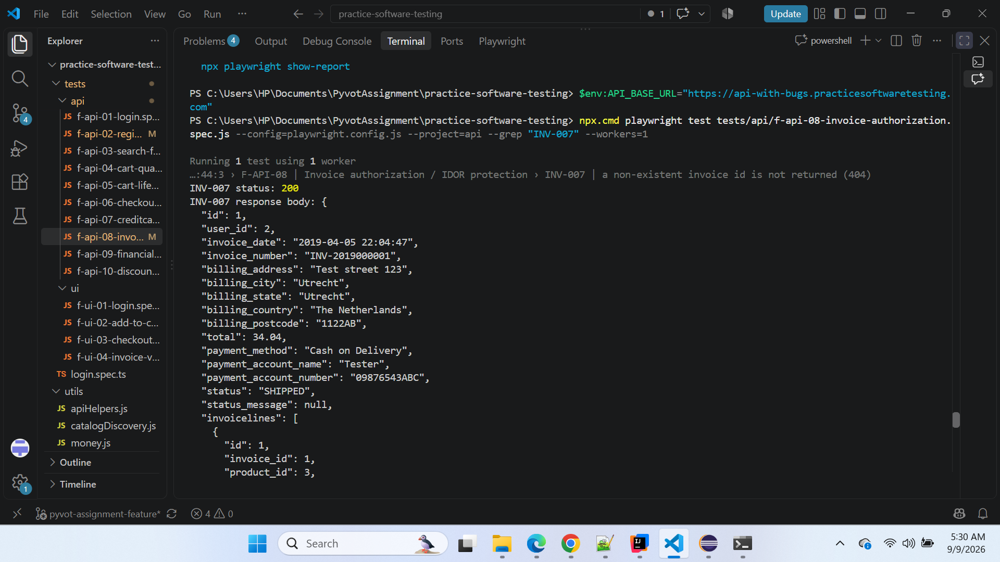 File Edit Selection View Go Run ···
practice-software-testing
1
Update
Explorer ···
practice-software-test...
tests
api
JS f-api-01-login.sp...
JS f-api-02-regi... M
JS f-api-03-search-f...
JS f-api-04-cart-qua...
JS f-api-05-cart-life...
JS f-api-06-checkou...
JS f-api-07-creditca...
JS f-api-08-invo... M
JS f-api-09-financial...
JS f-api-10-discoun...
ui
JS f-ui-01-login.spe...
JS f-ui-02-add-to-c...
JS f-ui-03-checkout...
JS f-ui-04-invoice-v...
TS login.spec.ts
utils
JS apiHelpers.js
JS catalogDiscovery.js
JS money.js
Outline
Timeline
4
1
Problems 4 Output Debug Console Terminal Ports Playwright
powershell
npx playwright show-report
PS C:\Users\HP\Documents\PyvotAssignment\practice-software-testing> $env:API_BASE_URL="https://api-with-bugs.practicesoftwaretesting.
com"
PS C:\Users\HP\Documents\PyvotAssignment\practice-software-testing> npx.cmd playwright test tests/api/f-api-08-invoice-authorization.
spec.js --config=playwright.config.js --project=api --grep "INV-007" --workers=1
Running 1 test using 1 worker
…:44:3 › F-API-08 | Invoice authorization / IDOR protection › INV-007 | a non-existent invoice id is not returned (404)
INV-007 status: 200
INV-007 response body: {
"id": 1,
"user_id": 2,
"invoice_date": "2019-04-05 22:04:47",
"invoice_number": "INV-2019000001",
"billing_address": "Test street 123",
"billing_city": "Utrecht",
"billing_state": "Utrecht",
"billing_country": "The Netherlands",
"billing_postcode": "1122AB",
"total": 34.04,
"payment_method": "Cash on Delivery",
"payment_account_name": "Tester",
"payment_account_number": "09876543ABC",
"status": "SHIPPED",
"status_message": null,
"invoicelines": [
{
"id": 1,
"invoice_id": 1,
"product_id": 3,
pyvot-assignment-feature* 4 0
Search
5:30 AM
9/9/2026